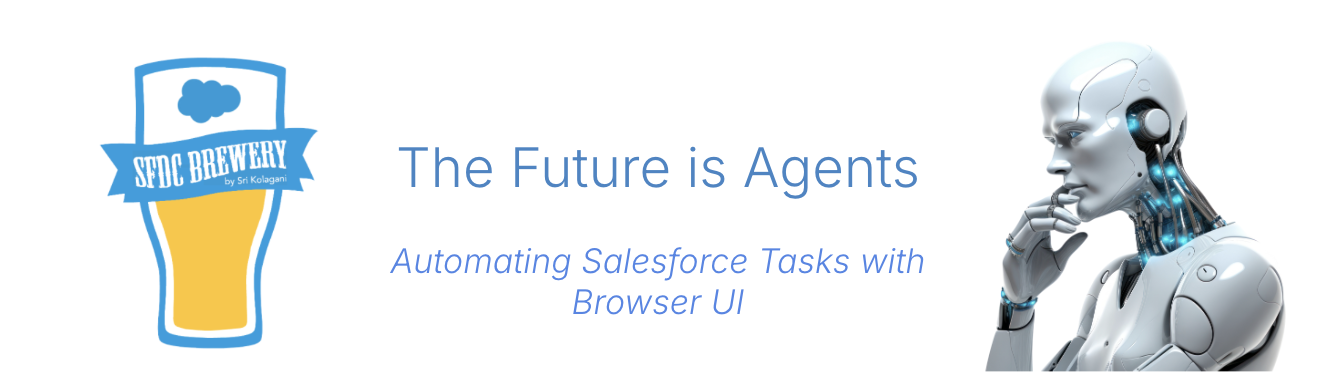 SFDC BREWERY
by Sri Kolagani
The Future is Agents
Automating Salesforce Tasks with
Browser UI